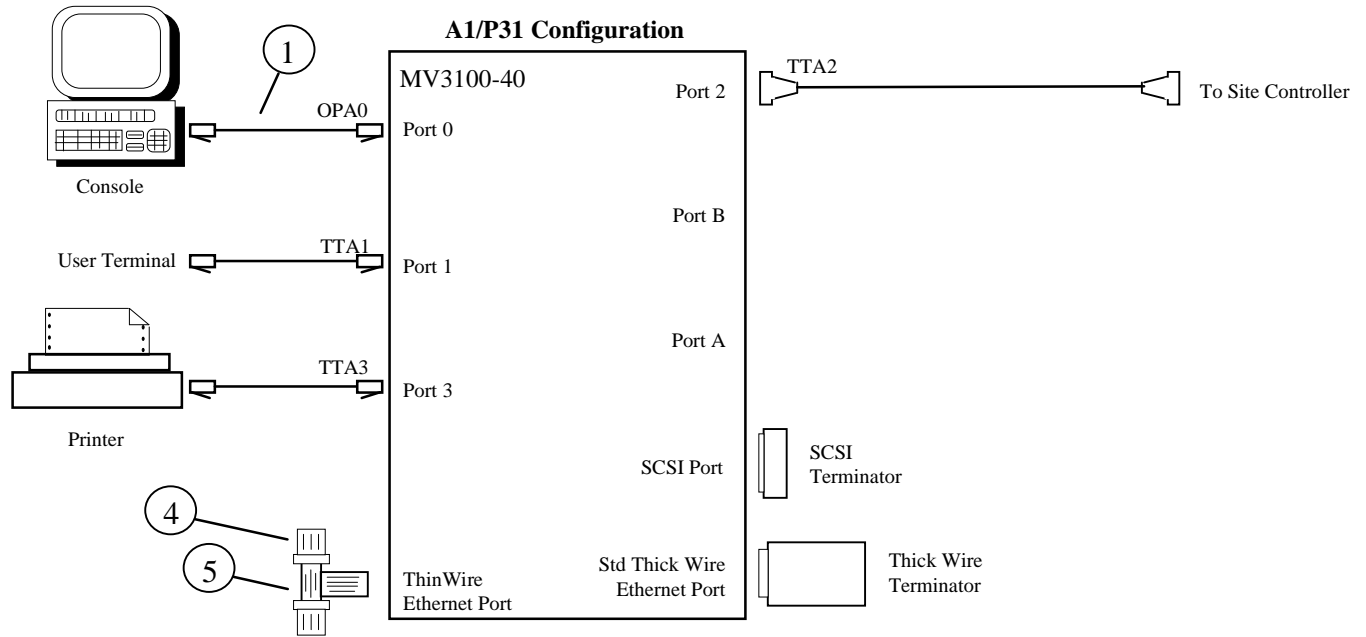 A1/P31 Configuration
1
MV3100-40
OPA0
Port 0
Console
TTA2
Port 2
To Site Controller
Port B
User Terminal
TTA1
Port 1
Port A
TTA3
Port 3
Printer
SCSI Port
SCSI
Terminator
4
5
ThinWire
Ethernet Port
Std Thick Wire
Ethernet Port
Thick Wire
Terminator